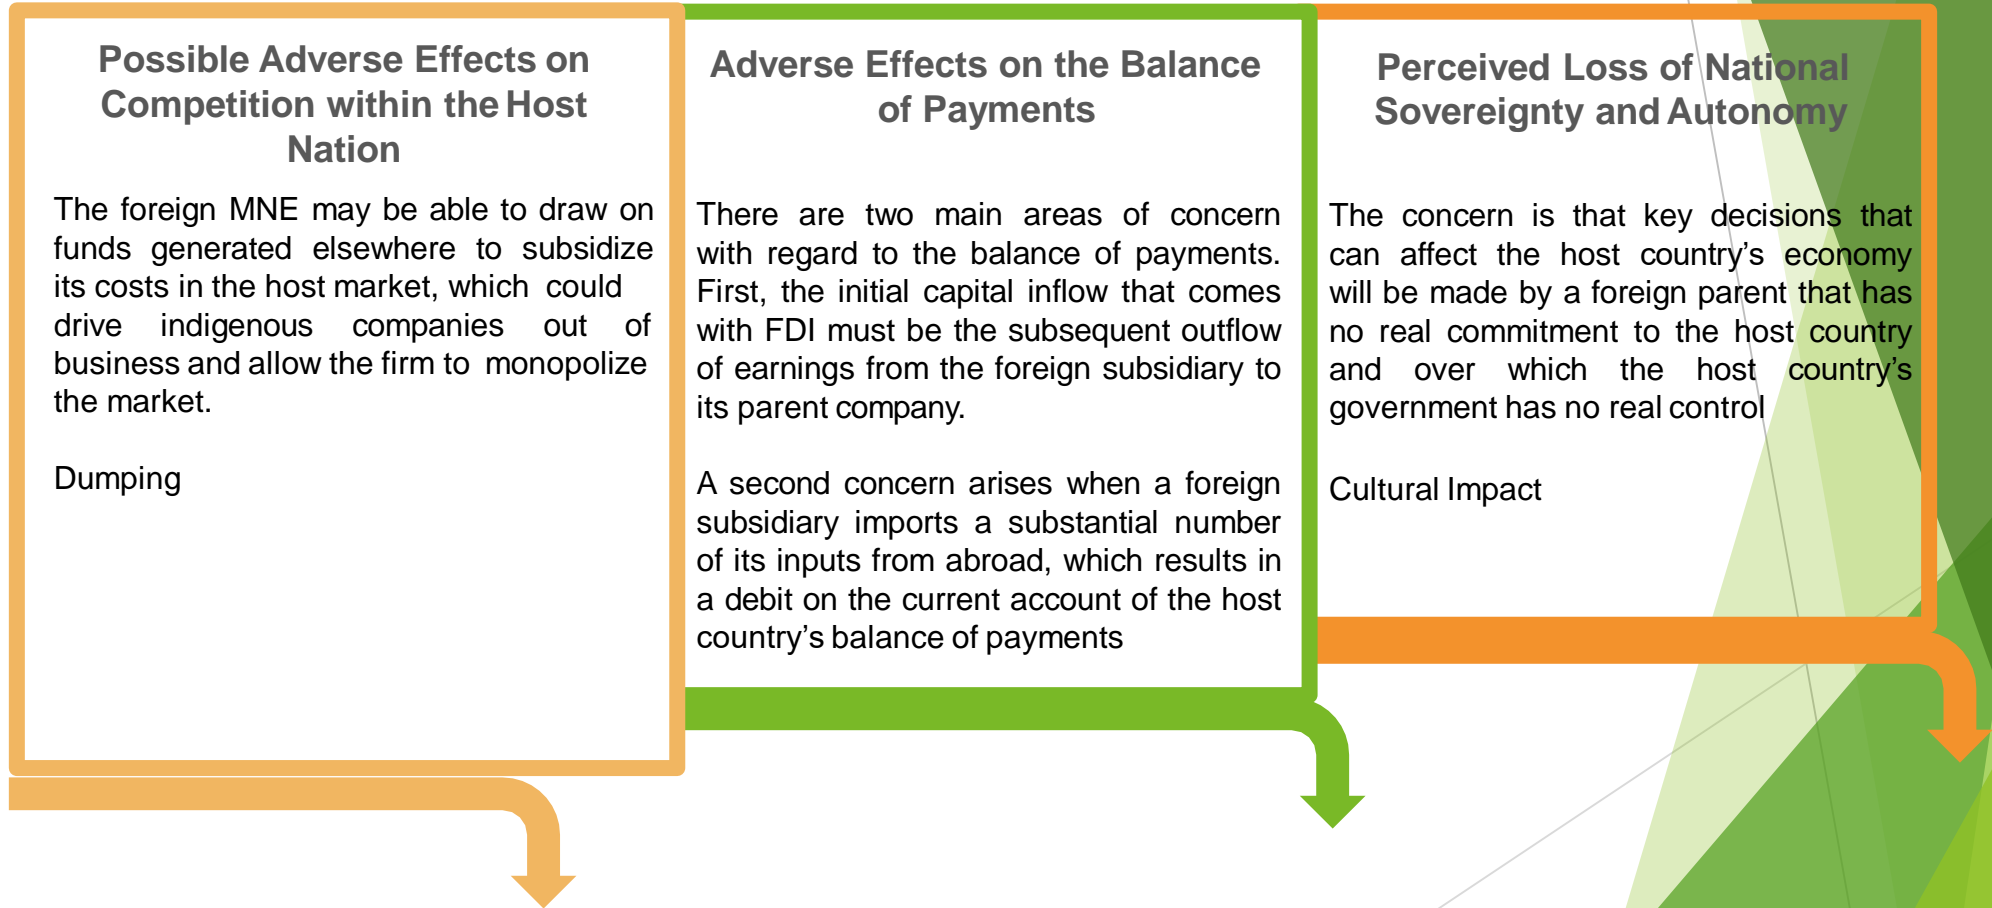 Possible Adverse Effects on
Competition within the Host
Nation
The foreign MNE may be able to draw on
funds generated elsewhere to subsidize
its costs in the host market, which could
drive indigenous companies out of
business and allow the firm to monopolize
the market.
Dumping
Adverse Effects on the Balance
of Payments
There are two main areas of concern
with regard to the balance of payments.
First, the initial capital inflow that comes
with FDI must be the subsequent outflow
of earnings from the foreign subsidiary to
its parent company.
A second concern arises when a foreign
subsidiary imports a substantial number
of its inputs from abroad, which results in
a debit on the current account of the host
country’s balance of payments
Perceived Loss of National
Sovereignty and Autonomy
The concern is that key decisions that
can affect the host country’s economy
will be made by a foreign parent that has
no real commitment to the host country
and over which the host country’s
government has no real control
Cultural Impact